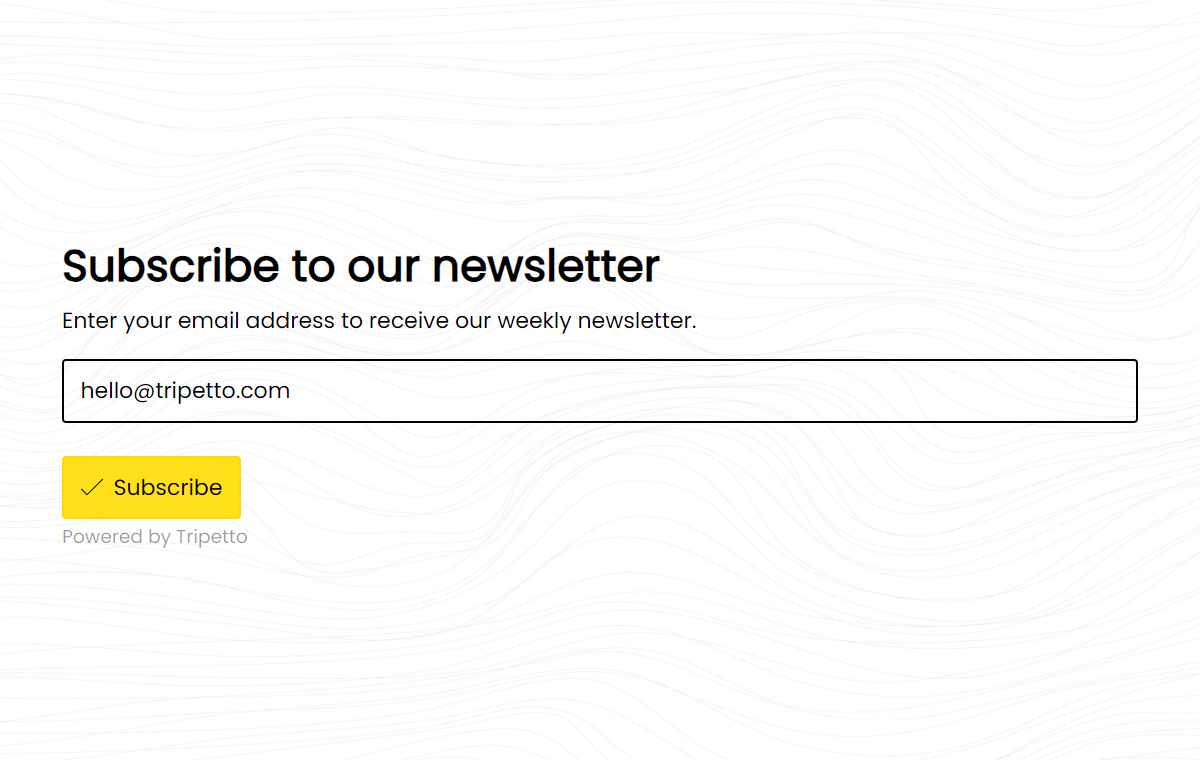 Subscribe to our newsletter
Enter your email address to receive our weekly newsletter.
hello@tripetto.com
Subscribe
Powered by Tripetto